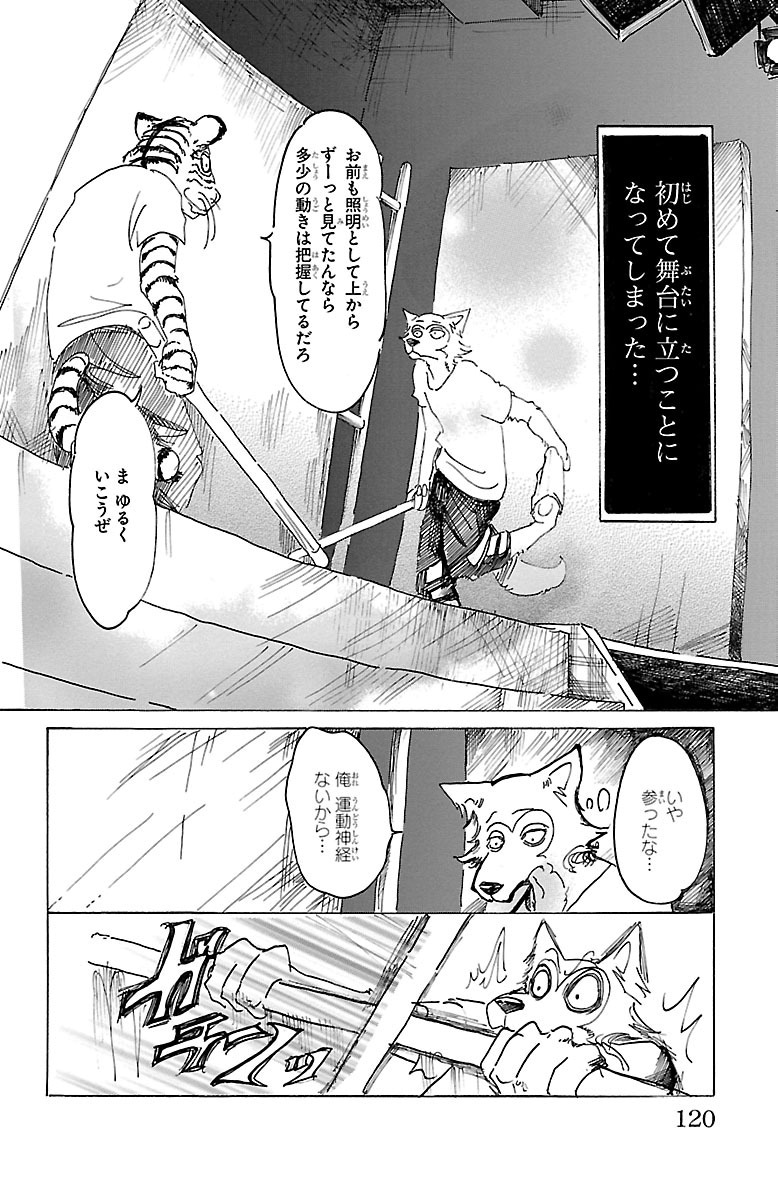 初めて舞台に立つことに
なってしまった…
お前も照明として上から
ずーっと見てたんなら
多少の動きは把握してるだろ
ま ゆるく
いこうぜ
いや
参ったな…
俺 運動神経
ないから…
ガキィッ
120